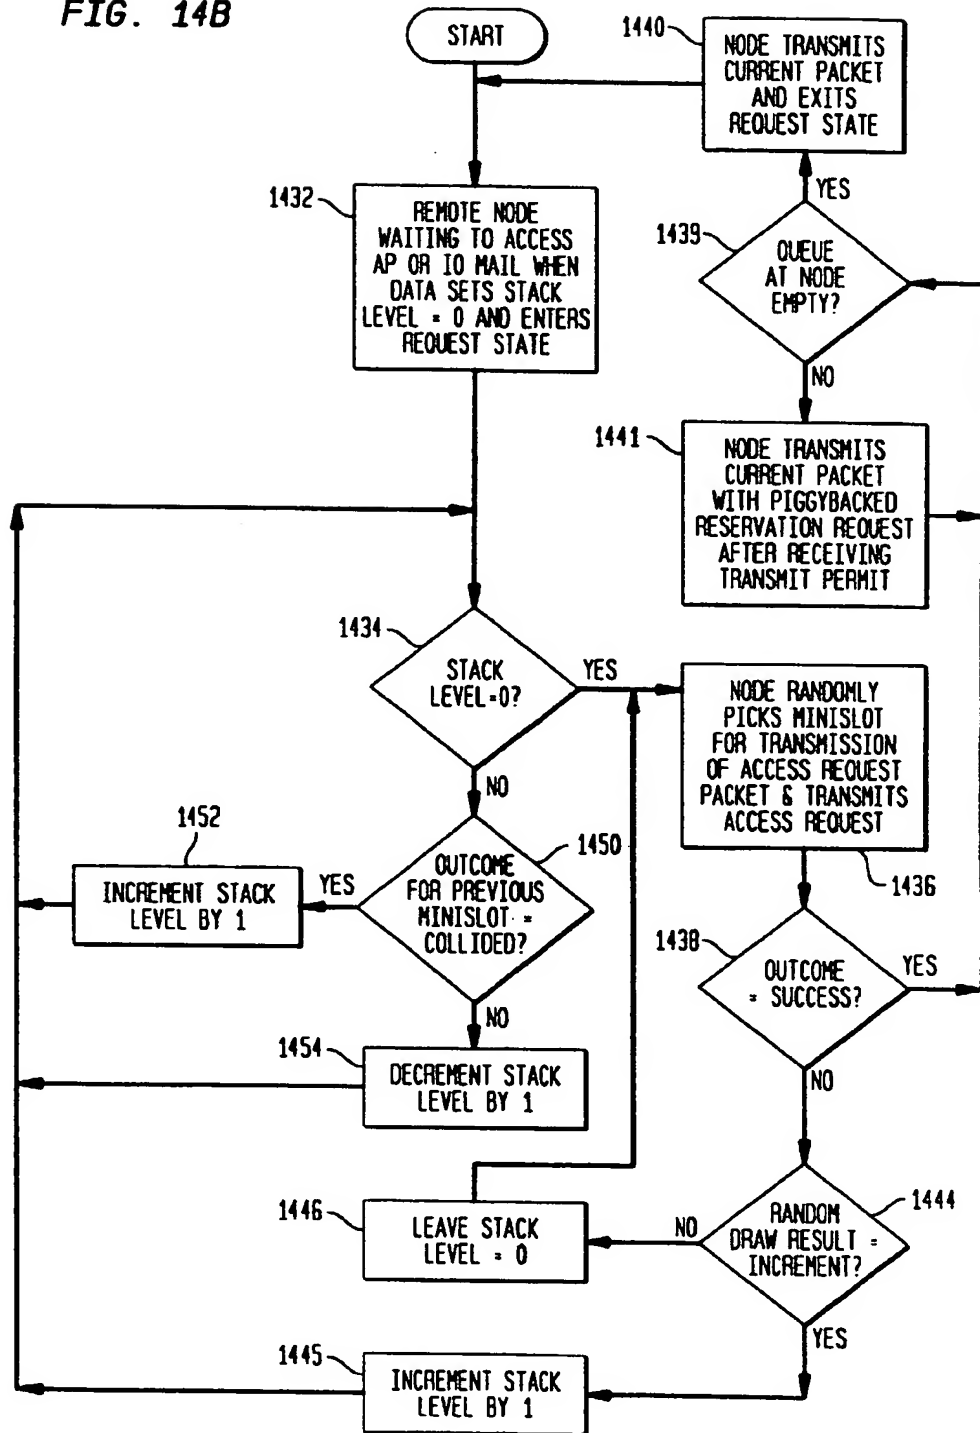 FIG. 14B
START
1440
NODE TRANSMITS
CURRENT PACKET
AND EXITS
REQUEST STATE
1432
REMOTE NODE
WAITING TO ACCESS
AP OR IO MAIL WHEN
DATA SETS STACK
LEVEL = 0 AND ENTERS
REQUEST STATE
YES
1439
QUEUE
AT NODE
EMPTY?
NO
1441
NODE TRANSMITS
CURRENT PACKET
WITH PIGGYBACKED
RESERVATION REQUEST
AFTER RECEIVING
TRANSMIT PERMIT
1434
STACK
LEVEL=0?
YES
NO
NODE RANDOMLY
PICKS MINISLOT
FOR TRANSMISSION
OF ACCESS REQUEST
PACKET & TRANSMITS
ACCESS REQUEST
1436
1452
INCREMENT STACK
LEVEL BY 1
YES
1450
OUTCOME
FOR PREVIOUS
MINISLOT =
COLLIDED?
NO
1438
OUTCOME
= SUCCESS?
YES
NO
1454
DECREMENT STACK
LEVEL BY 1
1446
LEAVE STACK
LEVEL = 0
NO
1444
RANDOM
DRAW RESULT =
INCREMENT?
YES
1445
INCREMENT STACK
LEVEL BY 1